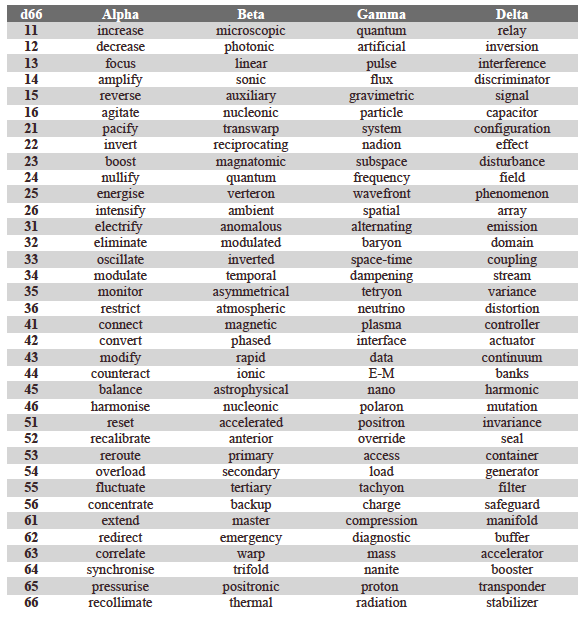 d66 Alpha Beta Gamma Delta
11 increase microscopic quantum relay
12 decrease photonic artificial inversion
13 focus linear pulse interference
14 amplify sonic flux discriminator
15 reverse auxiliary gravimetric signal
16 agitate nucleonic particle capacitor
21 pacify transwarp system configuration
22 invert reciprocating nadion effect
23 boost magnatomic subspace disturbance
24 nullify quantum frequency field
25 energise verteron wavefront phenomenon
26 intensify ambient spatial array
31 electrify anomalous alternating emission
32 eliminate modulated baryon domain
33 oscillate inverted space-time coupling
34 modulate temporal dampening stream
35 monitor asymmetrical tetryon variance
36 restrict atmospheric neutrino distortion
41 connect magnetic plasma controller
42 convert phased interface actuator
43 modify rapid data continuum
44 counteract ionic E-M banks
45 balance astrophysical nano harmonic
46 harmonise nucleonic polaron mutation
51 reset accelerated positron invariance
52 recalibrate anterior override seal
53 reroute primary access container
54 overload secondary load generator
55 fluctuate tertiary tachyon filter
56 concentrate backup charge safeguard
61 extend master compression manifold
62 redirect emergency diagnostic buffer
63 correlate warp mass accelerator
64 synchronise trifold nanite booster
65 pressurise positronic proton transponder
66 recollimate thermal radiation stabilizer